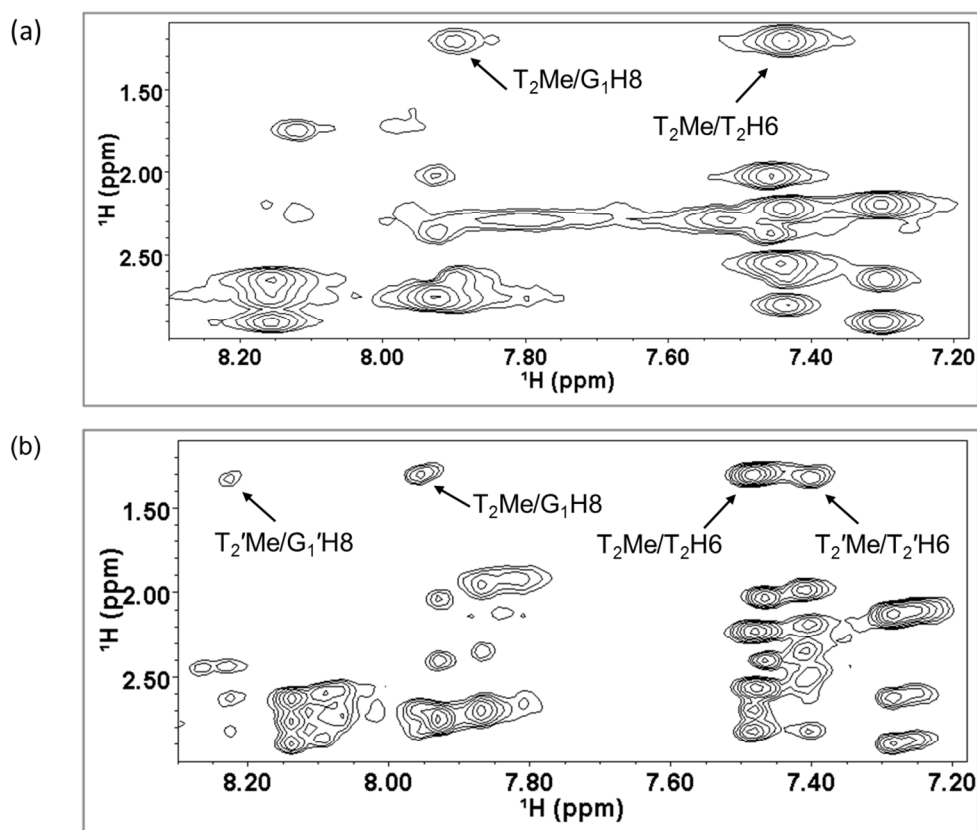 (a)
T₂Me/G₁H8
T₂Me/T₂H6
1.50
2.00
2.50
¹H (ppm)
8.20 8.00 7.80 7.60 7.40 7.20
¹H (ppm)
(b)
T₂′Me/G₁′H8
T₂Me/G₁H8
T₂Me/T₂H6
T₂′Me/T₂′H6
1.50
2.00
2.50
¹H (ppm)
8.20 8.00 7.80 7.60 7.40 7.20
¹H (ppm)